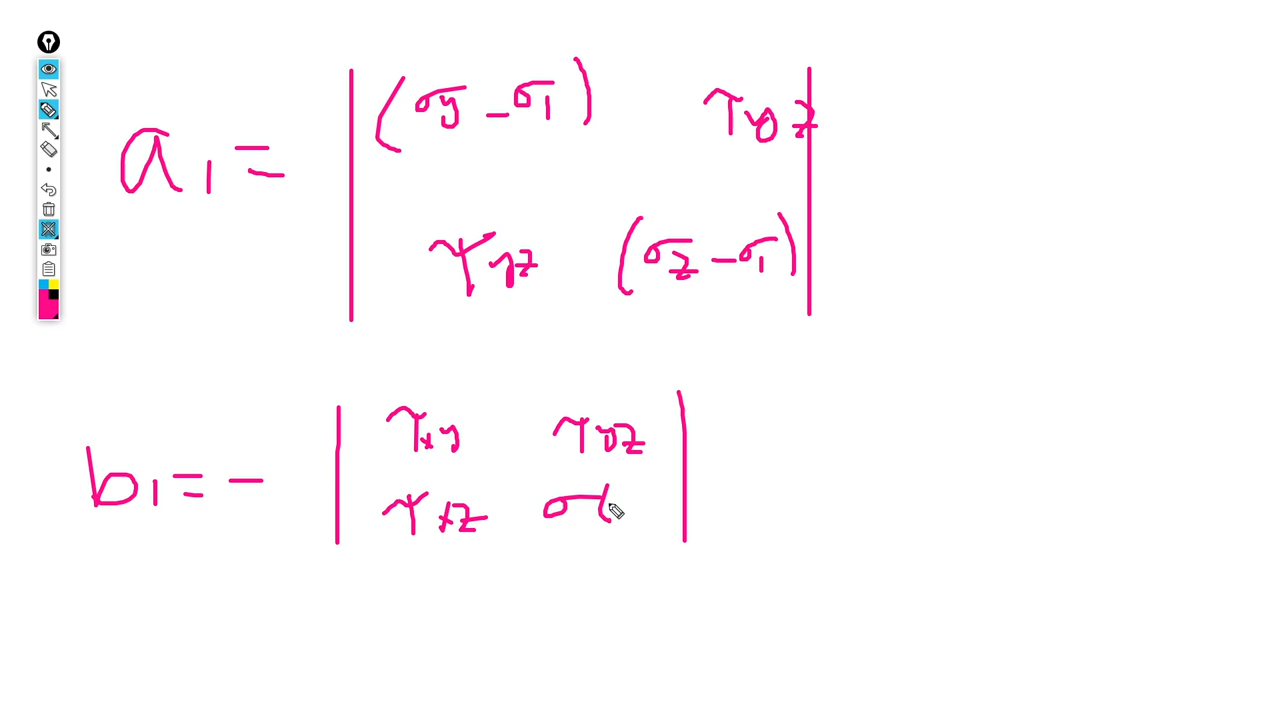 (σy - σ1) τyz
a1 =
τyz (σz - σ1)
τxy τyz
b1 = -
τxz σ(